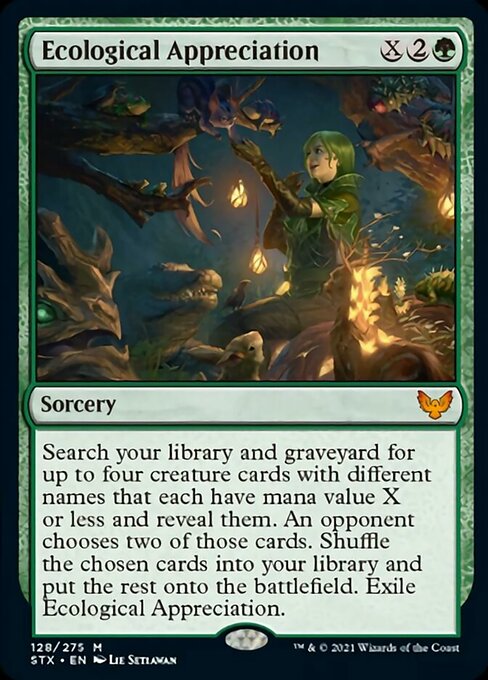 Ecological Appreciation X2
Sorcery
Search your library and graveyard for
up to four creature cards with different
names that each have mana value X
or less and reveal them. An opponent
chooses two of those cards. Shuffle
the chosen cards into your library and
put the rest onto the battlefield. Exile
Ecological Appreciation.
128/275 M
STX • EN Lie Setiawan
™ & © 2021 Wizards of the Coast